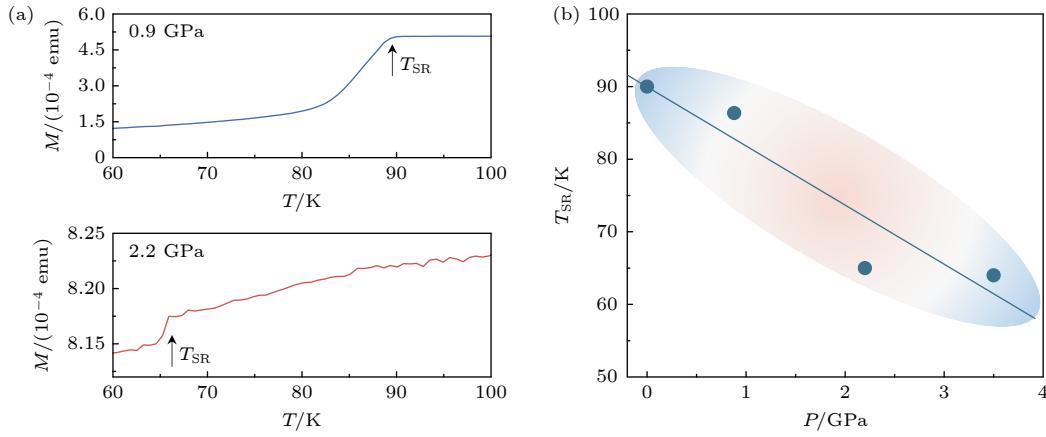 (a)
6.0
4.5
3.0
1.5
0
M/(10⁻⁴ emu)
0.9 GPa
T_SR
60 70 80 90 100
T/K
8.25
8.20
8.15
M/(10⁻⁴ emu)
2.2 GPa
T_SR
60 70 80 90 100
T/K
(b)
100
90
80
70
60
50
T_SR/K
0 1 2 3 4
P/GPa